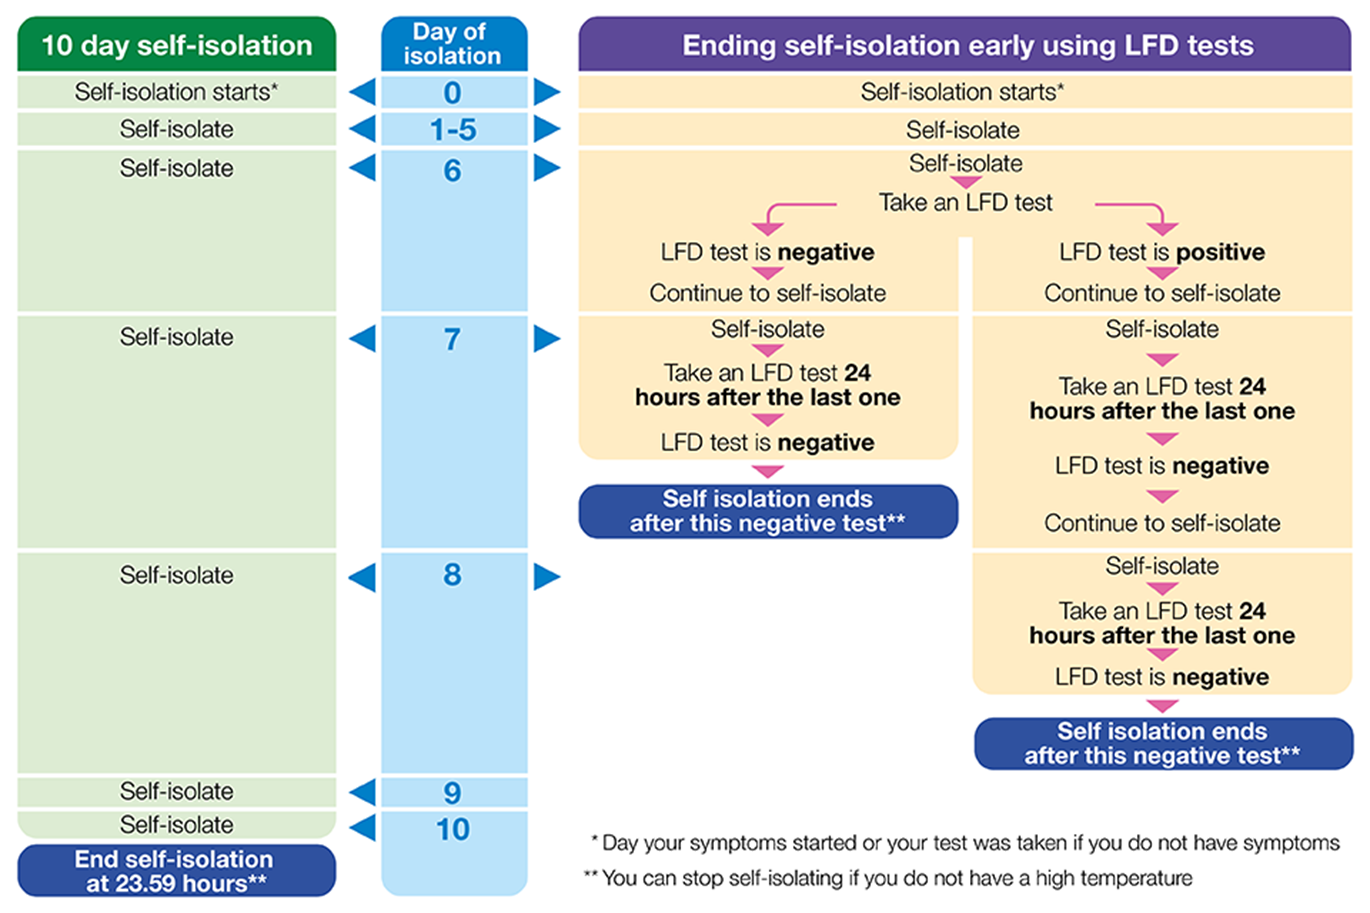 10 day self-isolation
Self-isolation starts*
Self-isolate
Self-isolate
Self-isolate
Self-isolate
Self-isolate
Self-isolate
End self-isolation
at 23.59 hours**
Day of
isolation
0
1-5
6
7
8
9
10
Ending self-isolation early using LFD tests
Self-isolation starts*
Self-isolate
Self-isolate
Take an LFD test
LFD test is negative
Continue to self-isolate
Self-isolate
Take an LFD test 24
hours after the last one
LFD test is negative
Self isolation ends
after this negative test**
LFD test is positive
Continue to self-isolate
Self-isolate
Take an LFD test 24
hours after the last one
LFD test is negative
Continue to self-isolate
Self-isolate
Take an LFD test 24
hours after the last one
LFD test is negative
Self isolation ends
after this negative test**
* Day your symptoms started or your test was taken if you do not have symptoms
** You can stop self-isolating if you do not have a high temperature